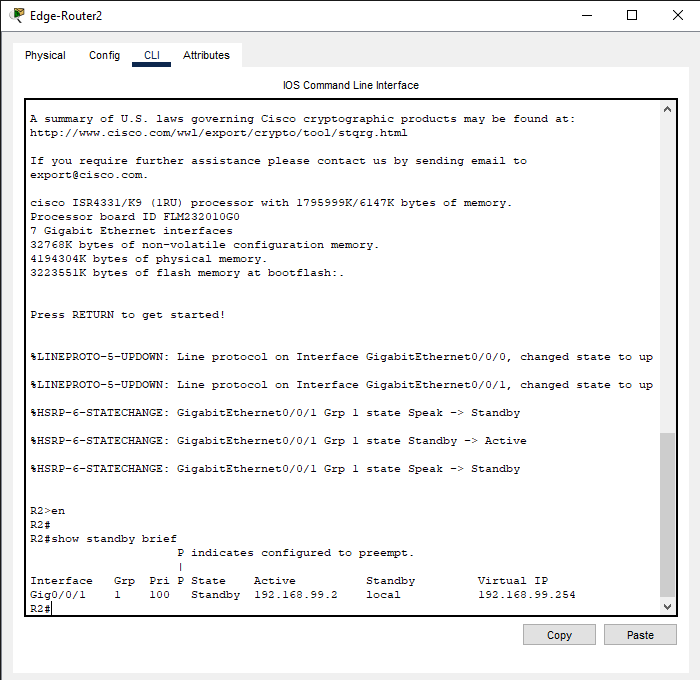 Edge-Router2
Physical Config CLI Attributes
IOS Command Line Interface
A summary of U.S. laws governing Cisco cryptographic products may be found at:
http://www.cisco.com/wwl/export/crypto/tool/stqrg.html
If you require further assistance please contact us by sending email to
export@cisco.com.
cisco ISR4331/K9 (1RU) processor with 1795999K/6147K bytes of memory.
Processor board ID FLM232010G0
7 Gigabit Ethernet interfaces
32768K bytes of non-volatile configuration memory.
4194304K bytes of physical memory.
3223551K bytes of flash memory at bootflash:.
Press RETURN to get started!
%LINEPROTO-5-UPDOWN: Line protocol on Interface GigabitEthernet0/0/0, changed state to up
%LINEPROTO-5-UPDOWN: Line protocol on Interface GigabitEthernet0/0/1, changed state to up
%HSRP-6-STATECHANGE: GigabitEthernet0/0/1 Grp 1 state Speak -> Standby
%HSRP-6-STATECHANGE: GigabitEthernet0/0/1 Grp 1 state Standby -> Active
%HSRP-6-STATECHANGE: GigabitEthernet0/0/1 Grp 1 state Speak -> Standby
R2>en
R2#
R2#show standby brief
P indicates configured to preempt.
|
Interface Grp Pri P State Active Standby Virtual IP
Gig0/0/1 1 100 Standby 192.168.99.2 local 192.168.99.254
R2#
Copy Paste